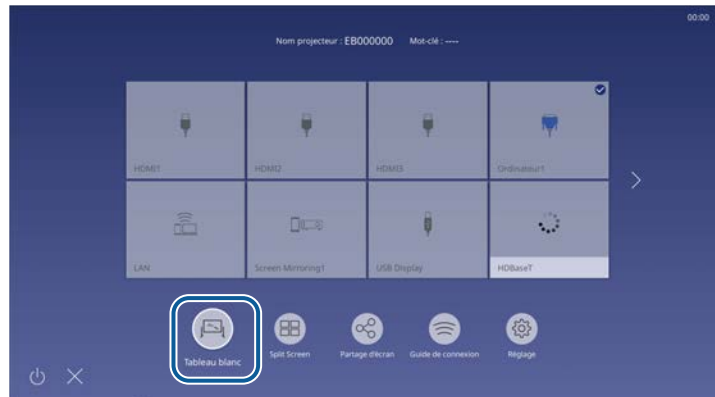 00:00
Nom projecteur : EB000000 Mot-clé : ----
HDMI1 HDMI2 HDMI3 Ordinateur1
LAN Screen Mirroring1 USB Display HDBaseT
Tableau blanc Split Screen Partage d'écran Guide de connexion Réglage